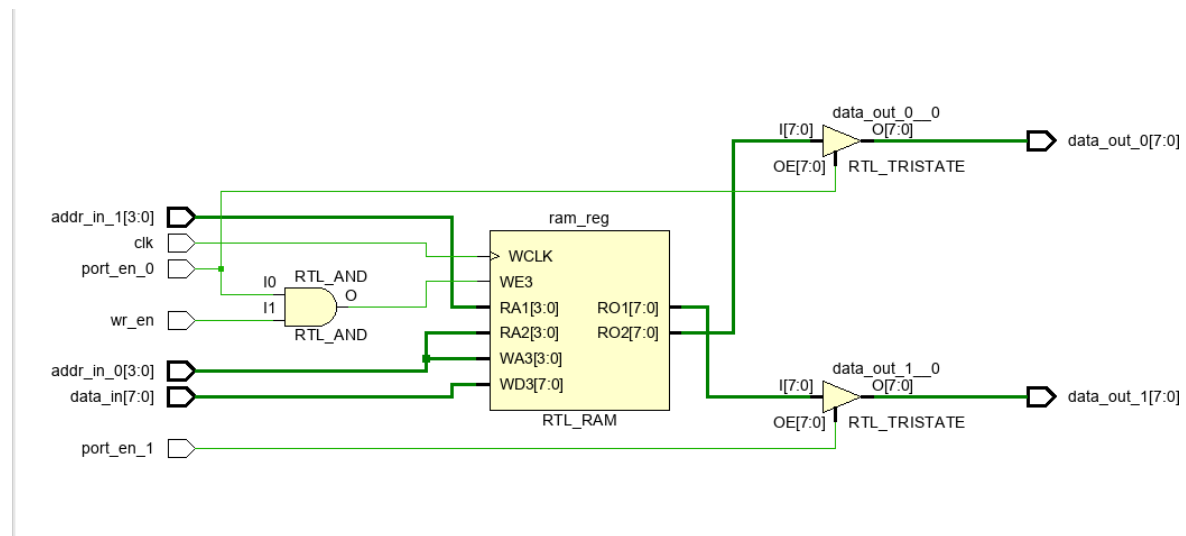 data_out_0__0
I[7:0] O[7:0]
data_out_0[7:0]
OE[7:0] RTL_TRISTATE
addr_in_1[3:0]
ram_reg
clk
WCLK
port_en_0
RTL_AND
WE3
I0
O
I1
RA1[3:0] RO1[7:0]
wr_en
RTL_AND
RA2[3:0] RO2[7:0]
WA3[3:0]
addr_in_0[3:0]
data_out_1__0
I[7:0] O[7:0]
data_in[7:0]
WD3[7:0]
data_out_1[7:0]
RTL_RAM
OE[7:0] RTL_TRISTATE
port_en_1